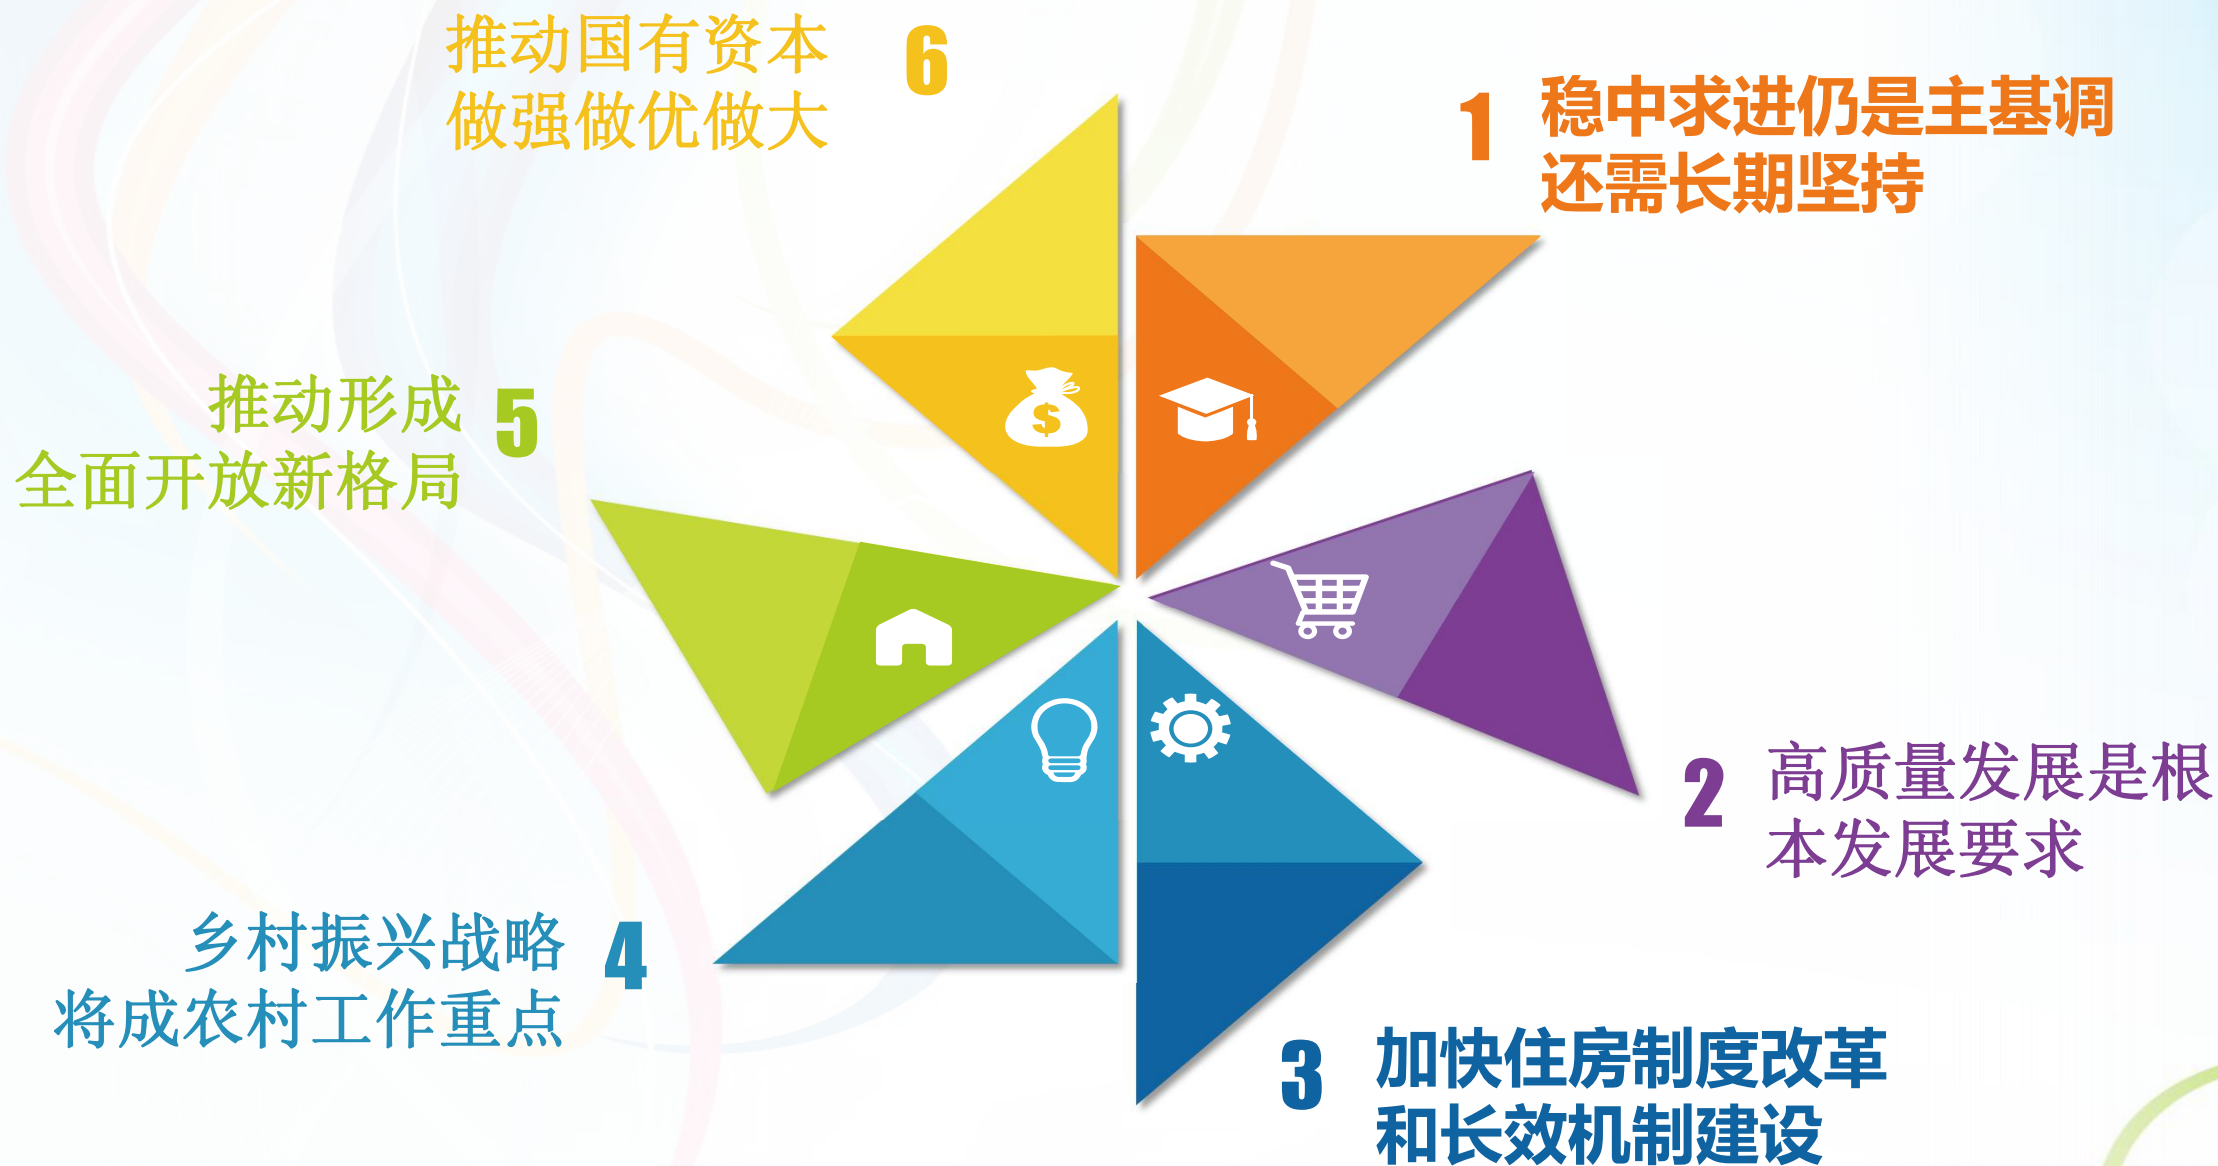 1
稳中求进仍是主基调
还需长期坚持
2
高质量发展是根
本发展要求
3
加快住房制度改革
和长效机制建设
4
乡村振兴战略
将成农村工作重点
5
推动形成
全面开放新格局
6
推动国有资本
做强做优做大
$